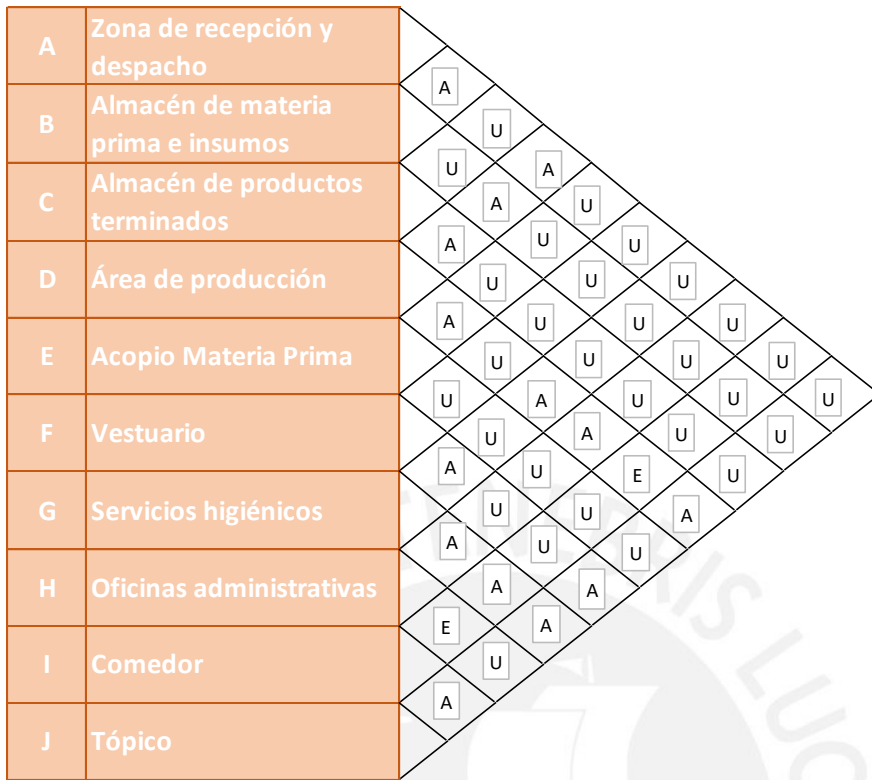 A
Zona de recepción y
despacho
B
Almacén de materia
prima e insumos
C
Almacén de productos
terminados
D Área de producción
E Acopio Materia Prima
F Vestuario
G Servicios higiénicos
H Oficinas administrativas
I Comedor
J Tópico
A
U
U A
A U
A U U
U U U
A U U U
U U U U
U A U U U
U A U U
A U E U
U U A
A U U
A A
E A
U
A